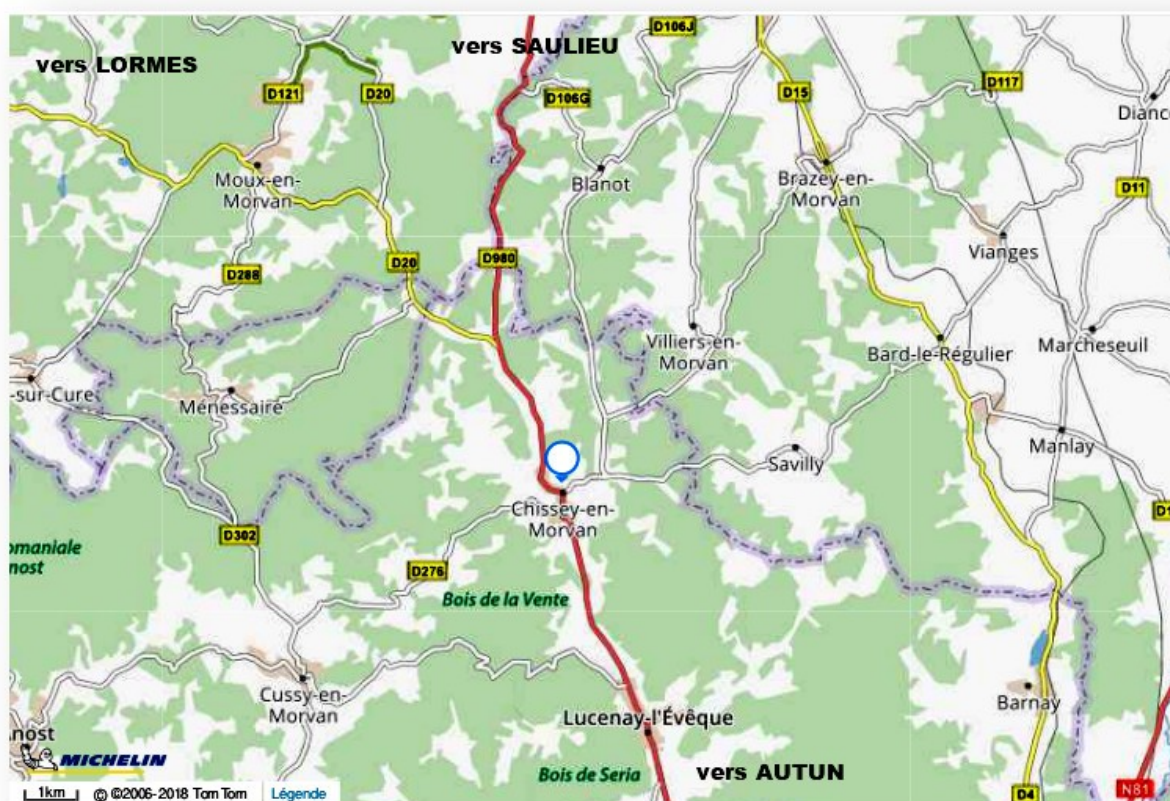 vers LORMES
vers SAULIEU
D106J
D121
D20
D106G
D15
D117
Diance
Moux-en-
Morvan
Blanot
Brazey-en-
Morvan
D11
Vianges
D288
D20
D980
Villiers-en-
Morvan
Bard-le-Régulier
Marcheseuil
-sur-Cure
Ménessaire
Manlay
Savilly
Chissey-en-
Morvan
D302
D1
omaniale
nost
D276
Bois de la Vente
Cussy-en-
Morvan
Barnay
Lucenay-l'Évêque
nost
MICHELIN
Bois de Seria
vers AUTUN
N81
D4
1km
© ©2006-2018 TomTom
Légende